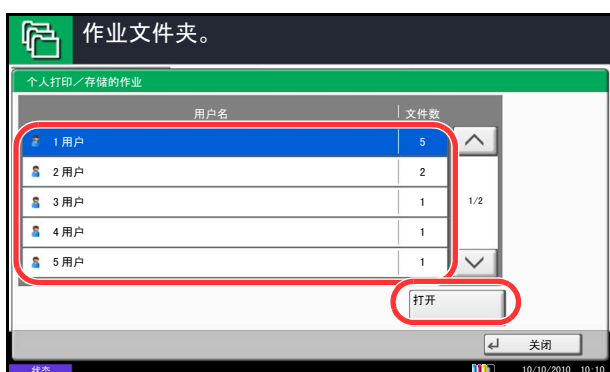 作业文件夹。
个人打印／存储的作业
用户名 文件数
1 用户 5
2 用户 2
3 用户 1
1/2
4 用户 1
5 用户 1
打开
关闭
状态 10/10/2010 10:10